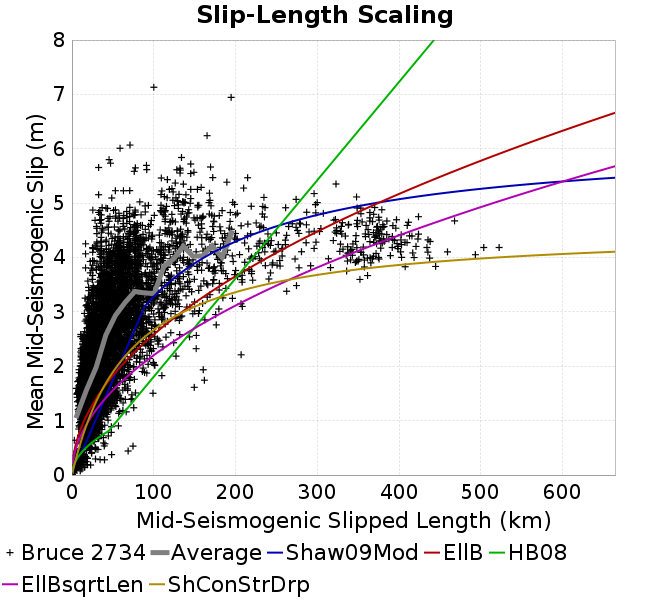 Slip-Length Scaling
Mean Mid-Seismogenic Slip (m)
8
7
6
5
4
3
2
1
0
0 100 200 300 400 500 600
Mid-Seismogenic Slipped Length (km)
Bruce 2734 Average Shaw09Mod EllB HB08
EllBsqrtLen ShConStrDrp